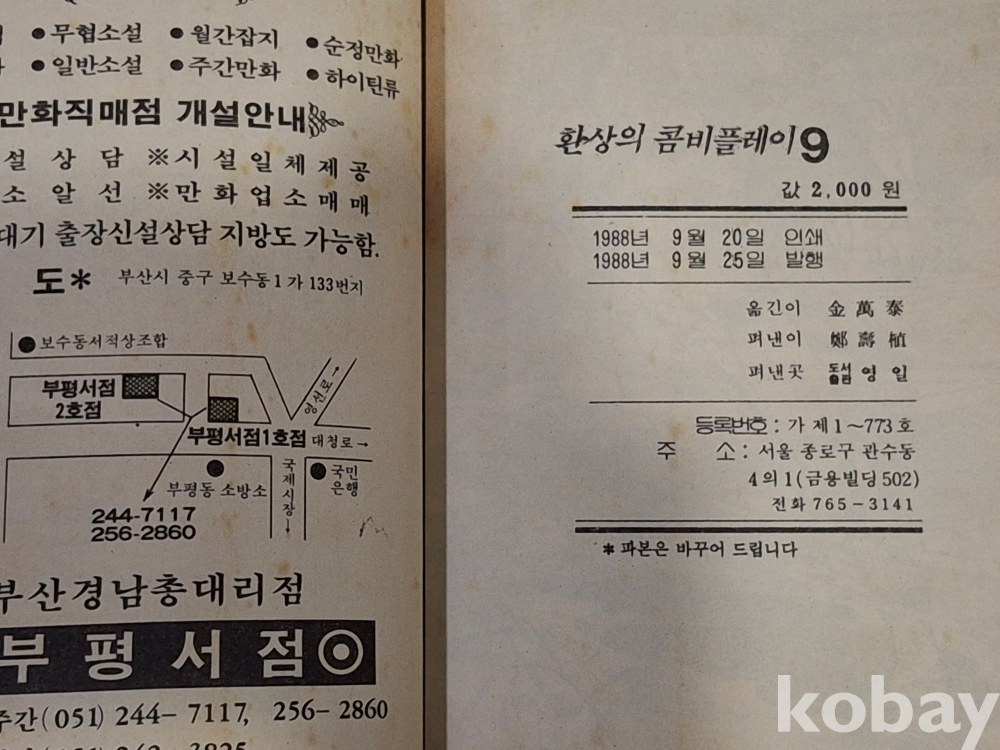 ●무협소설 ●월간잡지 ●순정만화
●일반소설 ●주간만화 ●하이틴류
만화직매점 개설안내
설 상 담 ※시 설 일 체 제 공
소 알 선 ※만 화 업 소 매 매
대기 출장신설상담 지방도 가능함.
도* 부산시 중구 보수동1가 133번지
보수동서적상조합
부평서점
2호점
영선로→
부평서점1호점 대청로→
부평동 소방소
국제시장→
국민
은행
244-7117
256-2860
부산경남총대리점
부 평 서 점
주간(051) 244-7117, 256-2860
환상의 콤비플레이 9
값 2,000 원
1988년 9월 20일 인쇄
1988년 9월 25일 발행
옮긴이 金 萬 泰
펴낸이 鄭 壽 植
펴낸곳 도서출판 영 일
등록번호 : 가 제1~773호
주 소 : 서울 종로구 관수동
4의1(금용빌딩 502)
전화 765-3141
* 파본은 바꾸어 드립니다
kobay